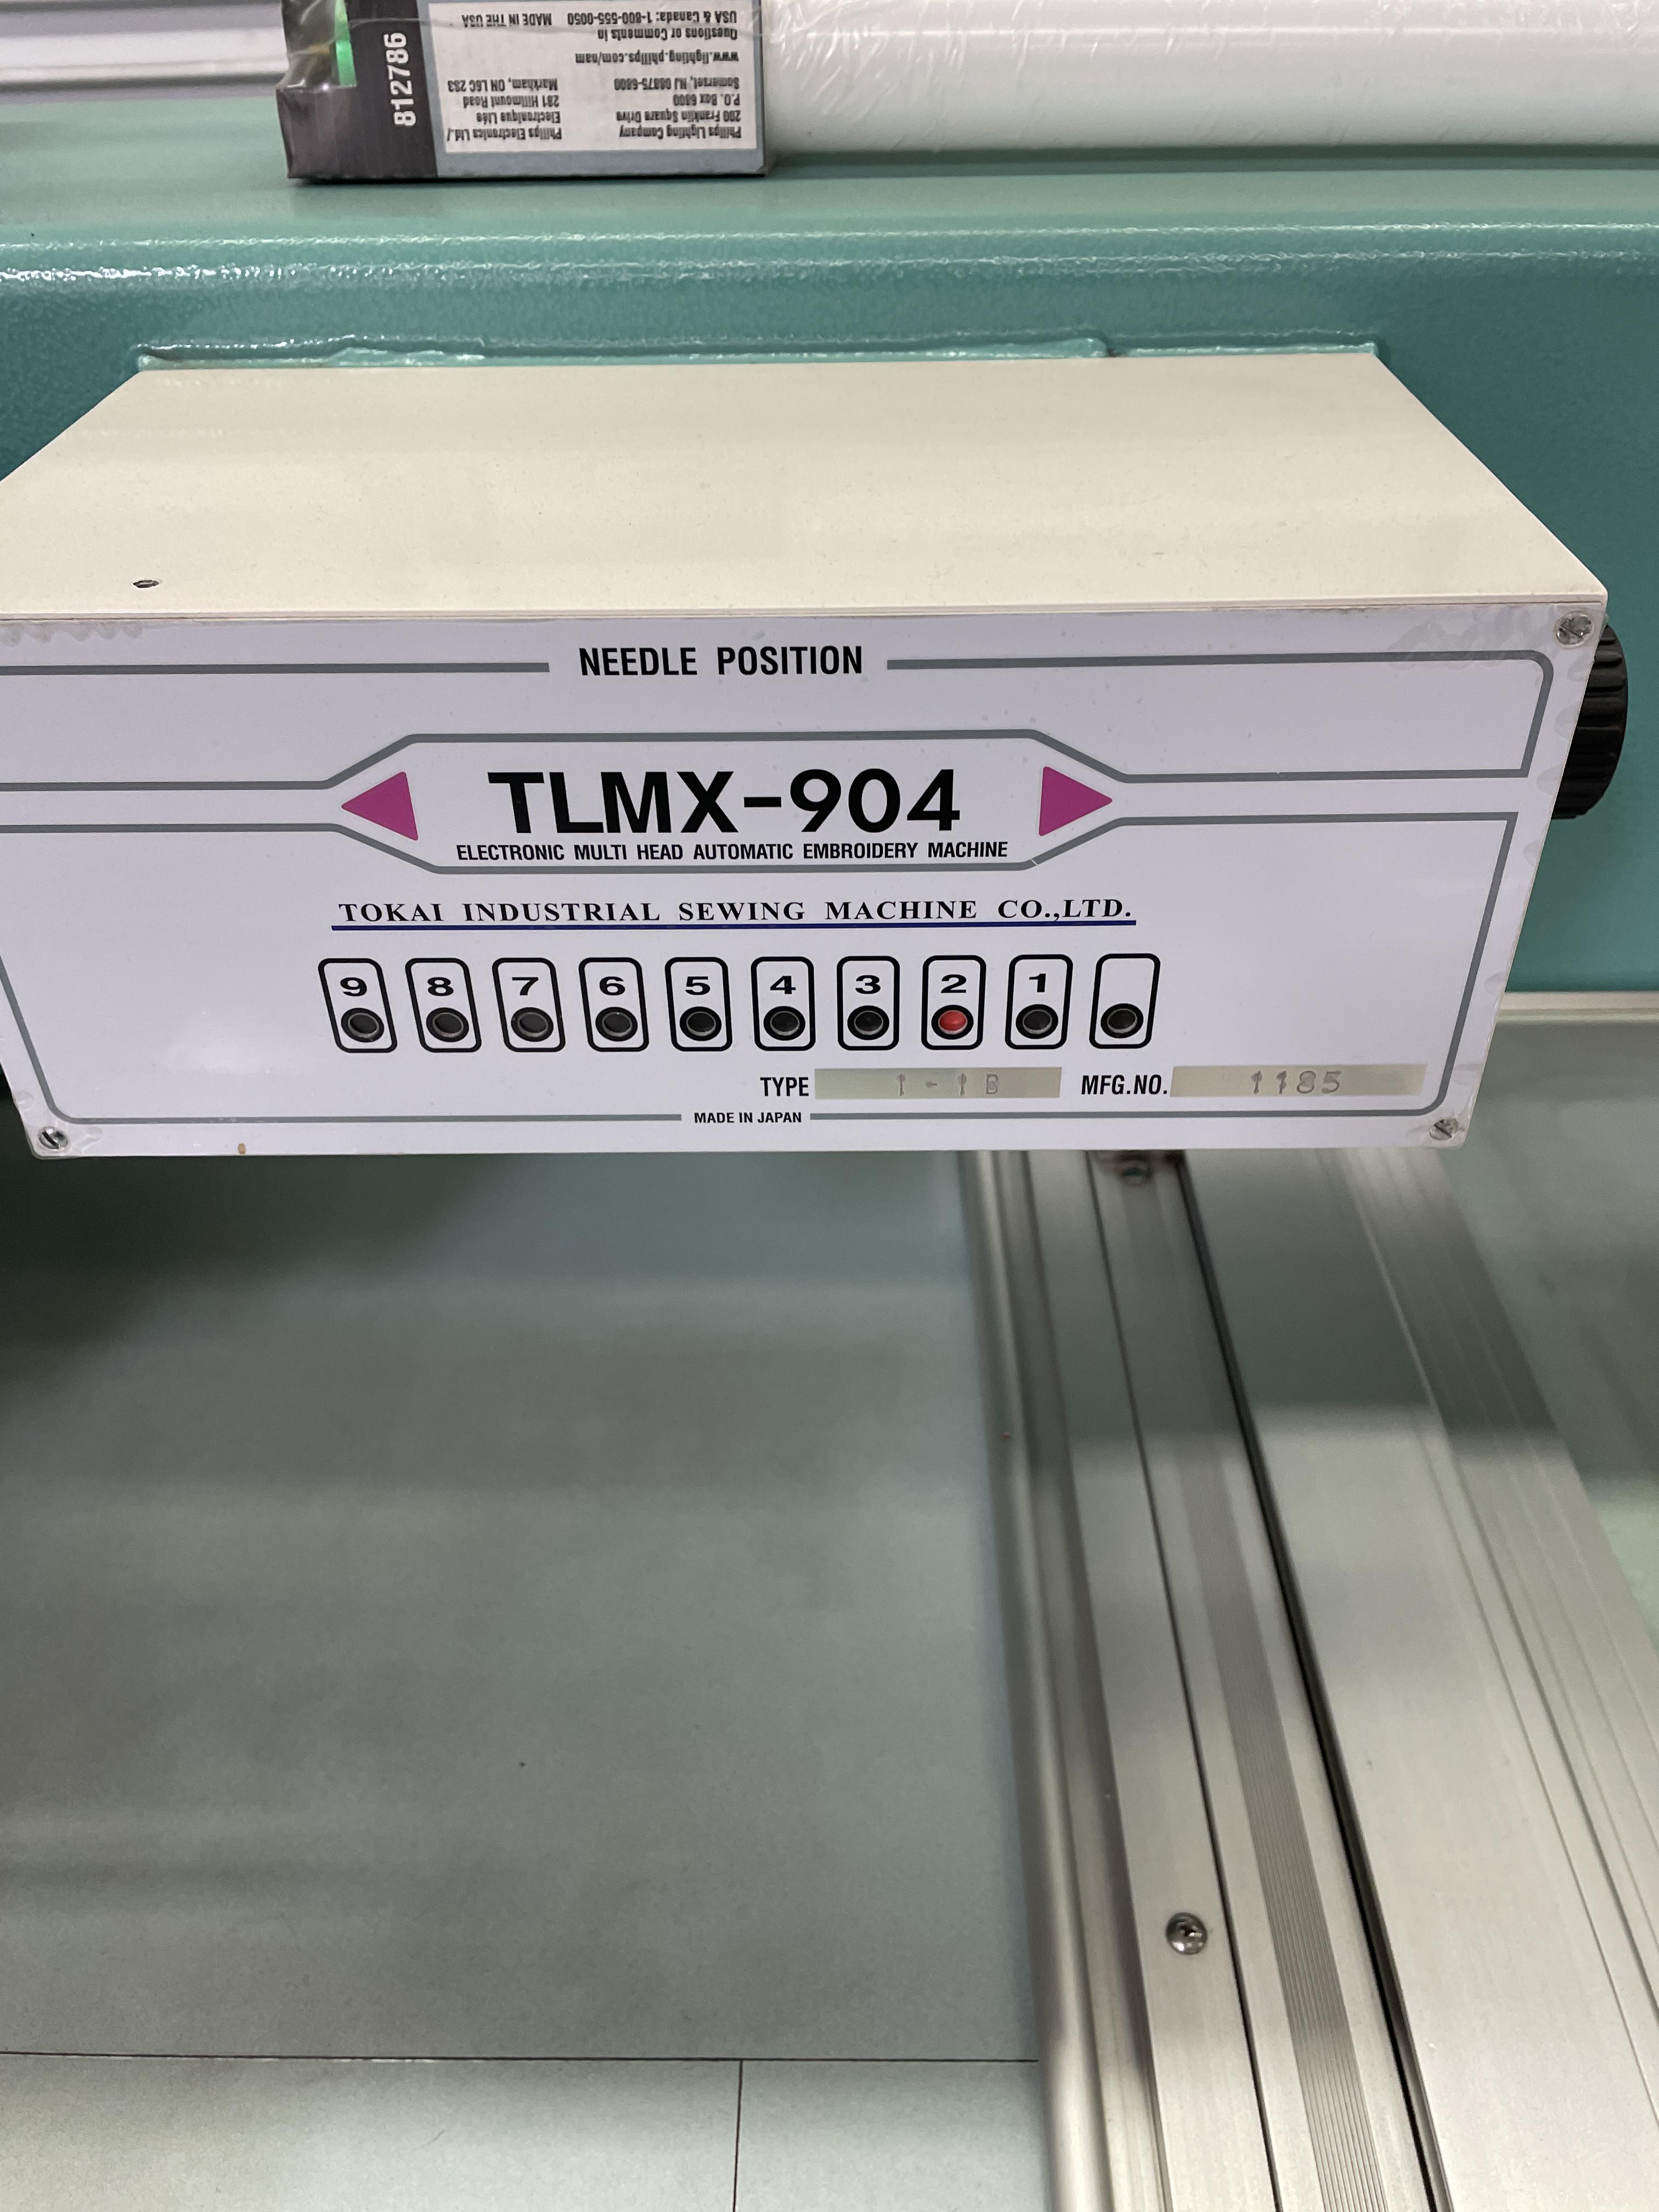 812786
Philips Lighting Company
200 Franklin Square Drive
P.O. Box 6800
Somerset, NJ 08875-6800
Philips Electronics Ltd./
Electronique Ltée
281 Hillmount Road
Markham, ON L6C 2S3
www.lighting.philips.com/nam
Questions or Comments in
USA & Canada: 1-800-555-0050 MADE IN THE USA
NEEDLE POSITION
TLMX-904
ELECTRONIC MULTI HEAD AUTOMATIC EMBROIDERY MACHINE
TOKAI INDUSTRIAL SEWING MACHINE CO.,LTD.
9 8 7 6 5 4 3 2 1
TYPE 1-1B MFG.NO. 1185
MADE IN JAPAN